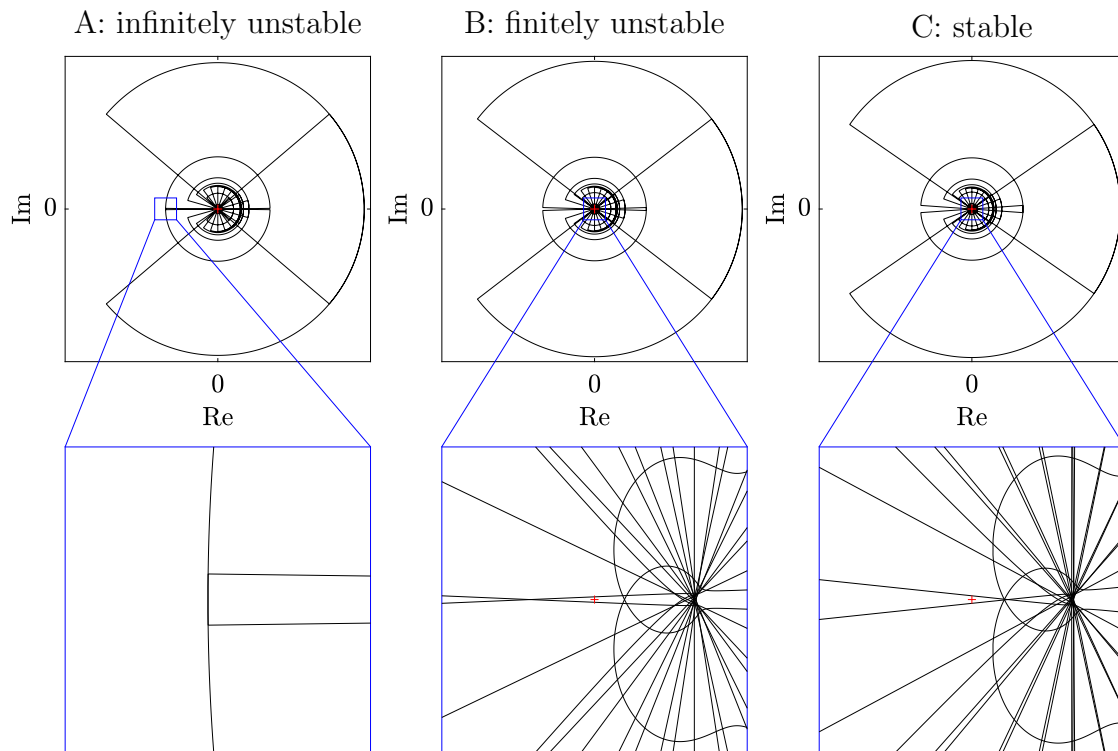 A: infinitely unstable
B: finitely unstable
C: stable
Im
0
0
Re
Im
0
0
Re
Im
0
0
Re